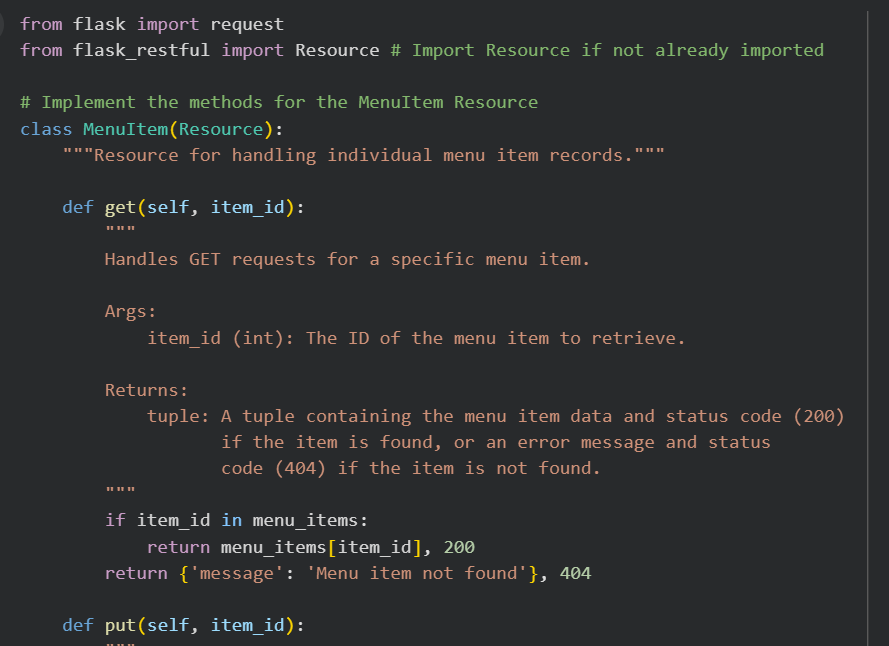 from flask import request
from flask_restful import Resource # Import Resource if not already imported
# Implement the methods for the MenuItem Resource
class MenuItem(Resource):
    """Resource for handling individual menu item records."""
    def get(self, item_id):
        """
        Handles GET requests for a specific menu item.
        Args:
            item_id (int): The ID of the menu item to retrieve.
        Returns:
            tuple: A tuple containing the menu item data and status code (200)
                   if the item is found, or an error message and status
                   code (404) if the item is not found.
        """
        if item_id in menu_items:
            return menu_items[item_id], 200
        return {'message': 'Menu item not found'}, 404
    def put(self, item_id):
        """